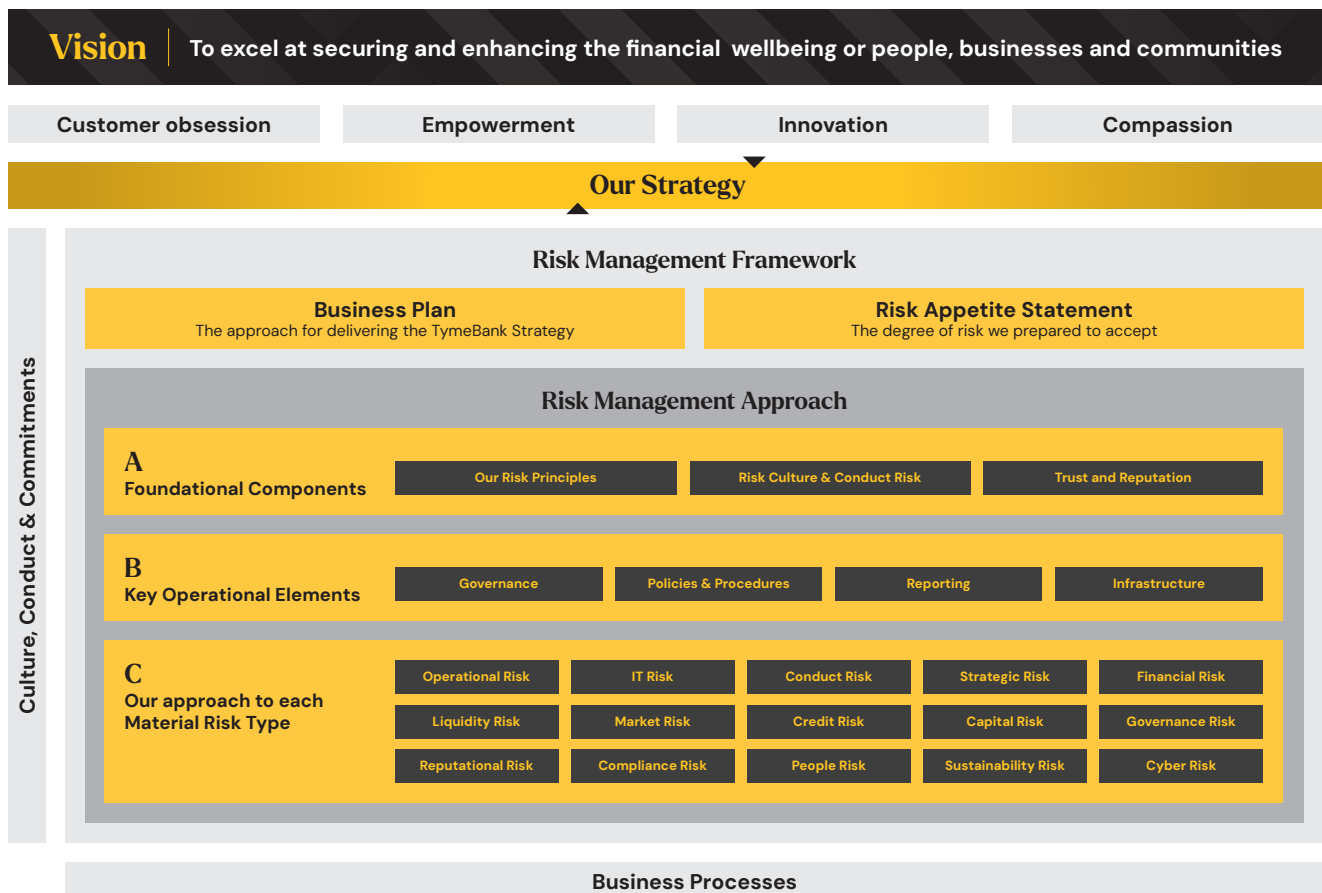 Vision
To excel at securing and enhancing the financial wellbeing or people, businesses and communities
Customer obsession
Empowerment
Innovation
Compassion
Our Strategy
Culture, Conduct & Commitments
Risk Management Framework
Business Plan
The approach for delivering the TymeBank Strategy
Risk Appetite Statement
The degree of risk we prepared to accept
Risk Management Approach
A
Foundational Components
Our Risk Principles
Risk Culture & Conduct Risk
Trust and Reputation
B
Key Operational Elements
Governance
Policies & Procedures
Reporting
Infrastructure
C
Our approach to each
Material Risk Type
Operational Risk
IT Risk
Conduct Risk
Strategic Risk
Financial Risk
Liquidity Risk
Market Risk
Credit Risk
Capital Risk
Governance Risk
Reputational Risk
Compliance Risk
People Risk
Sustainability Risk
Cyber Risk
Business Processes